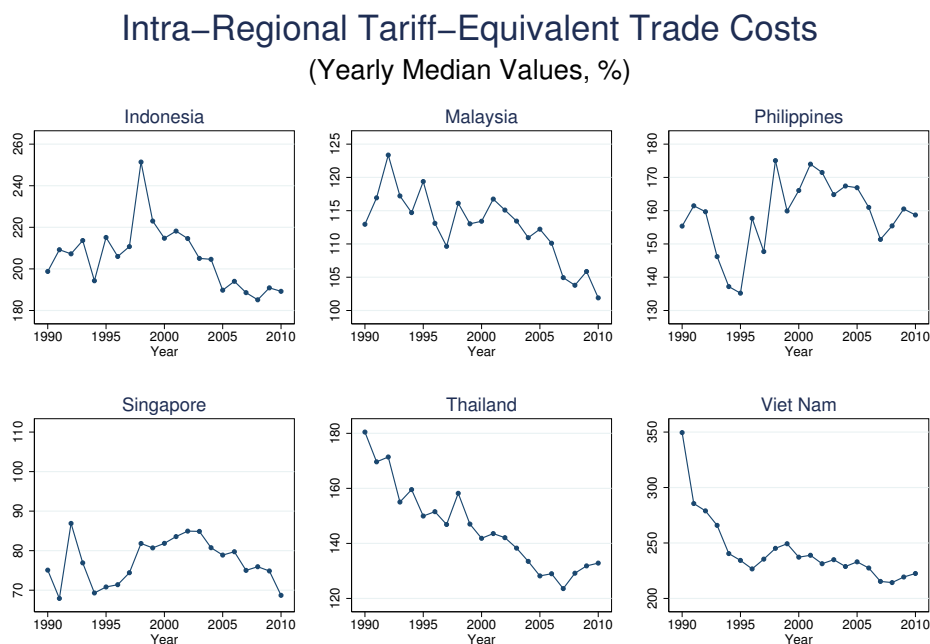 Intra−Regional Tariff−Equivalent Trade Costs
(Yearly Median Values, %)
Indonesia
260
240
220
200
180
1990 1995 2000 2005 2010
Year
Malaysia
125
120
115
110
105
100
1990 1995 2000 2005 2010
Year
Philippines
180
170
160
150
140
130
1990 1995 2000 2005 2010
Year
Singapore
110
100
90
80
70
1990 1995 2000 2005 2010
Year
Thailand
180
160
140
120
1990 1995 2000 2005 2010
Year
Viet Nam
350
300
250
200
1990 1995 2000 2005 2010
Year